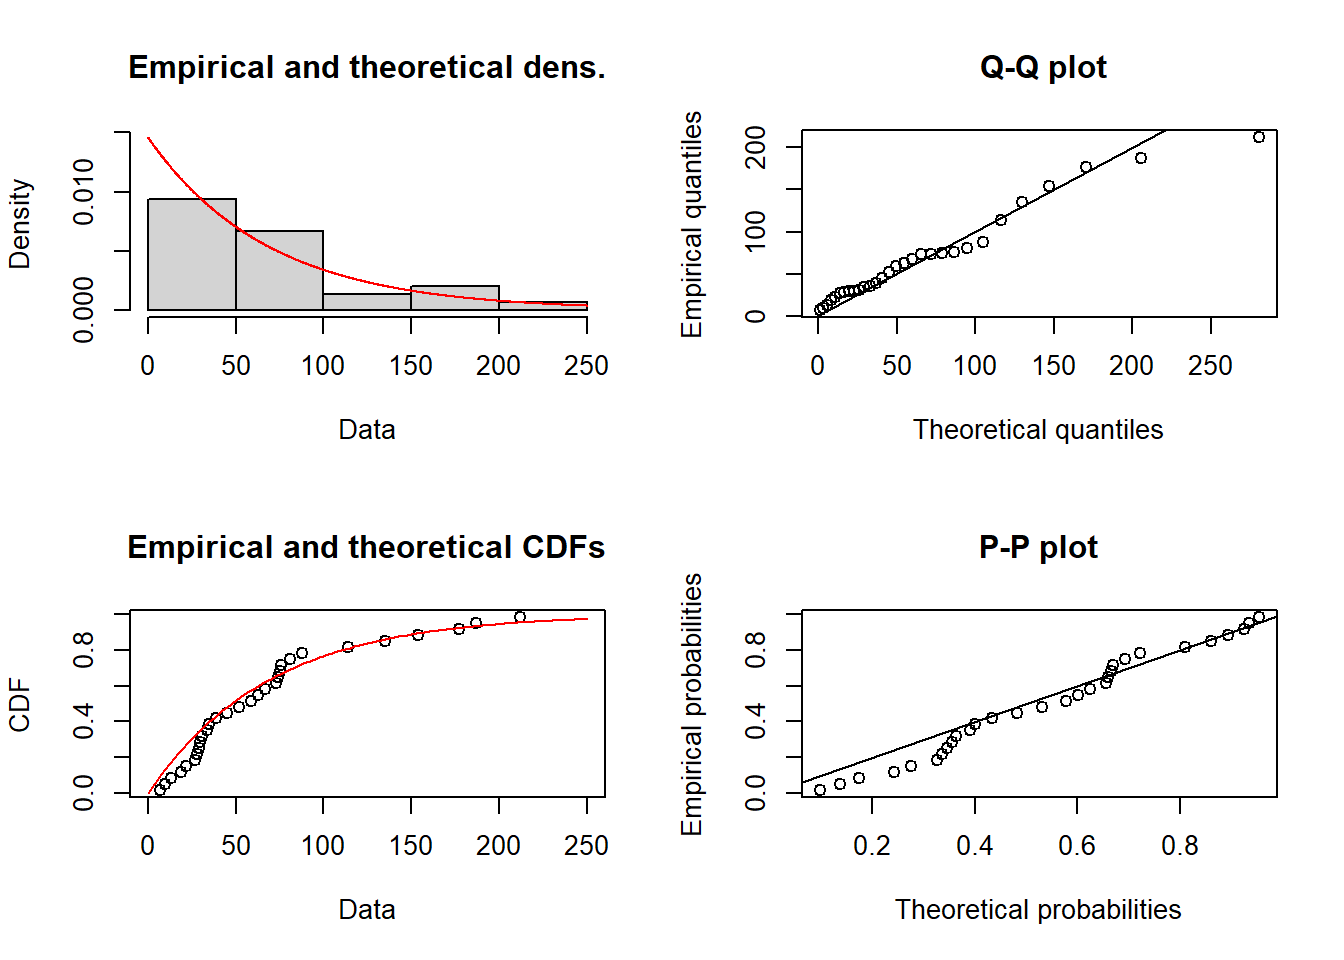 Empirical and theoretical dens.
Density
0.000 0.010
0 50 100 150 200 250
Data
Q-Q plot
Empirical quantiles
0 100 200
0 50 100 150 200 250
Theoretical quantiles
Empirical and theoretical CDFs
CDF
0.0 0.4 0.8
0 50 100 150 200 250
Data
P-P plot
Empirical probabilities
0.0 0.4 0.8
0.2 0.4 0.6 0.8
Theoretical probabilities